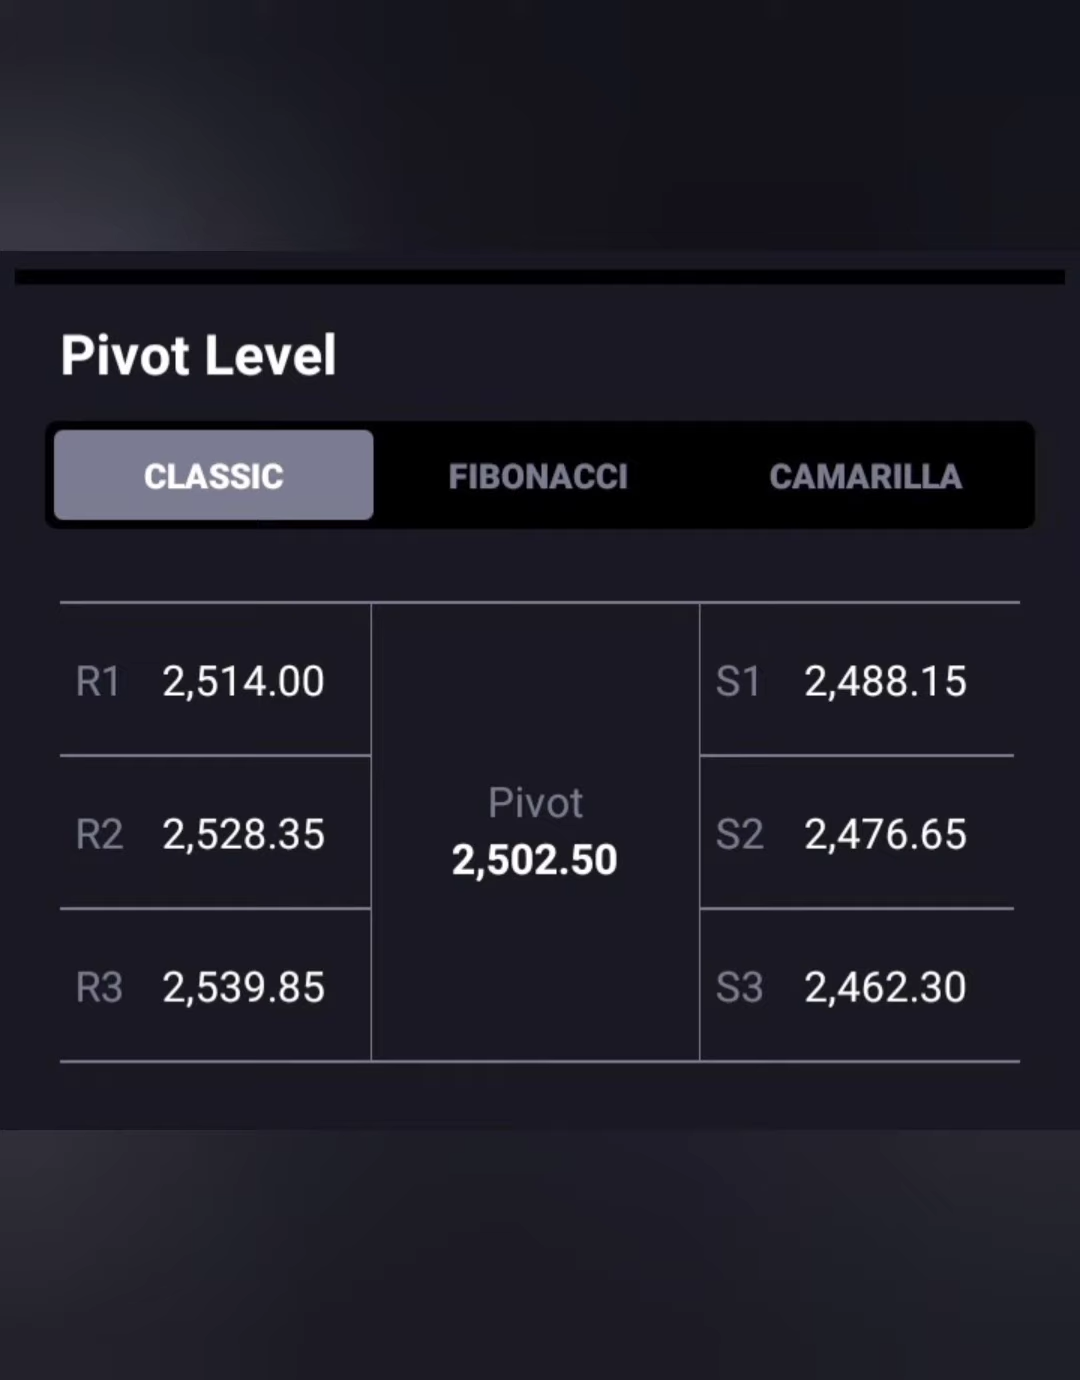 Pivot Level
CLASSIC FIBONACCI CAMARILLA
R1 2,514.00 S1 2,488.15
Pivot
R2 2,528.35 2,502.50 S2 2,476.65
R3 2,539.85 S3 2,462.30